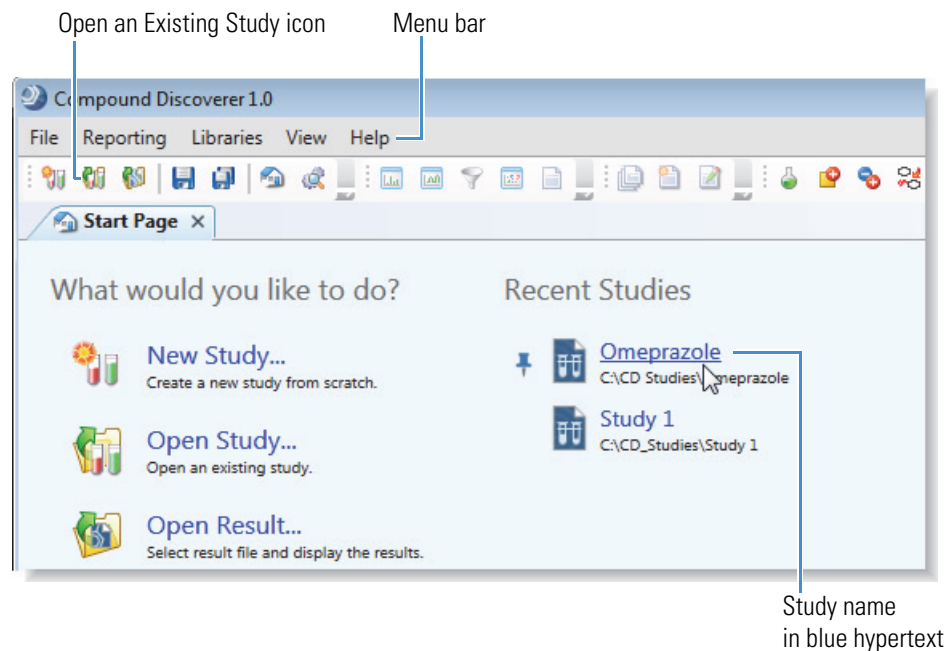 Open an Existing Study icon
Menu bar
Compound Discoverer 1.0
File Reporting Libraries View Help
Start Page
What would you like to do?
Recent Studies
New Study...
Create a new study from scratch.
Omeprazole
C:\CD Studies\Omeprazole
Open Study...
Open an existing study.
Study 1
C:\CD_Studies\Study 1
Open Result...
Select result file and display the results.
Study name
in blue hypertext